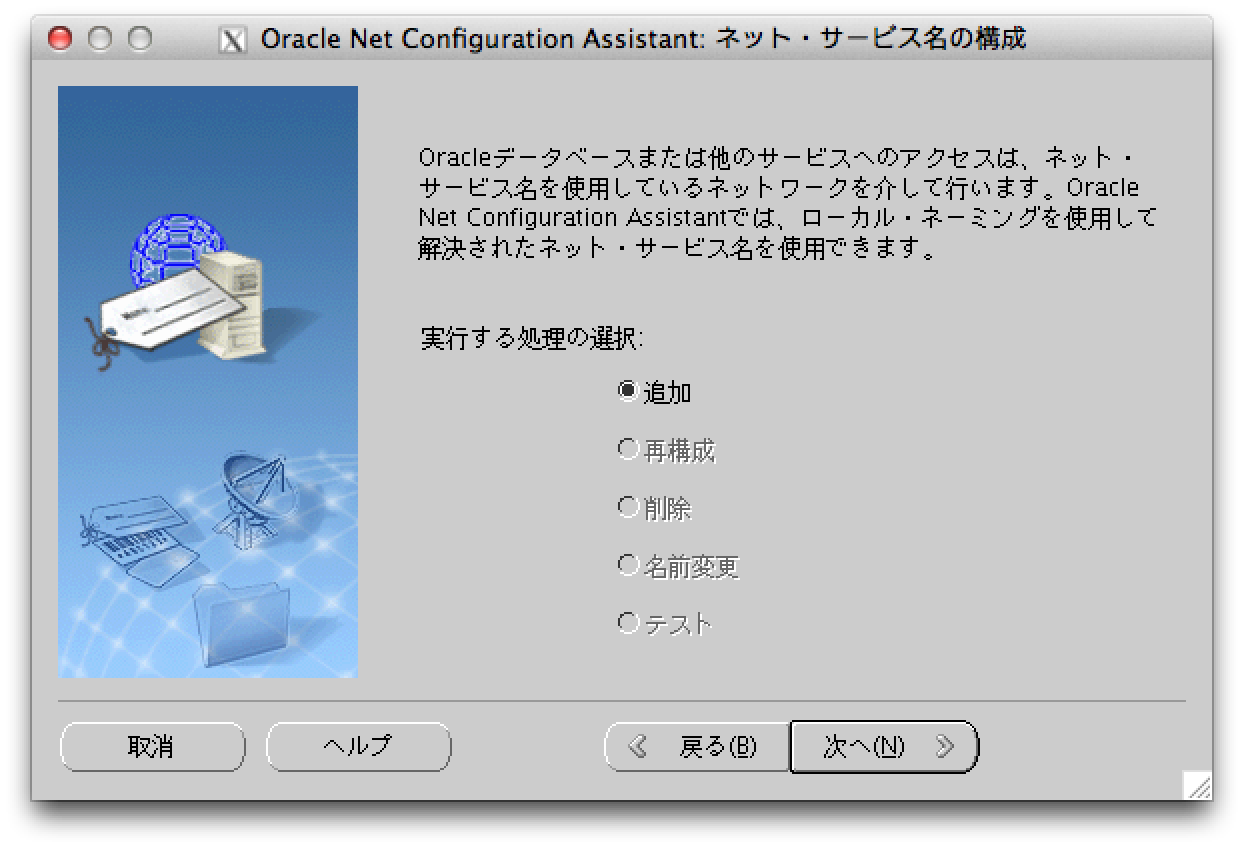 Oracle Net Configuration Assistant: ネット・サービス名の構成
Oracleデータベースまたは他のサービスへのアクセスは、ネット・
サービス名を使用しているネットワークを介して行います。Oracle
Net Configuration Assistantでは、ローカル・ネーミングを使用して
解決されたネット・サービス名を使用できます。
実行する処理の選択:
追加
再構成
削除
名前変更
テスト
取消 ヘルプ 戻る(B) 次へ(N)